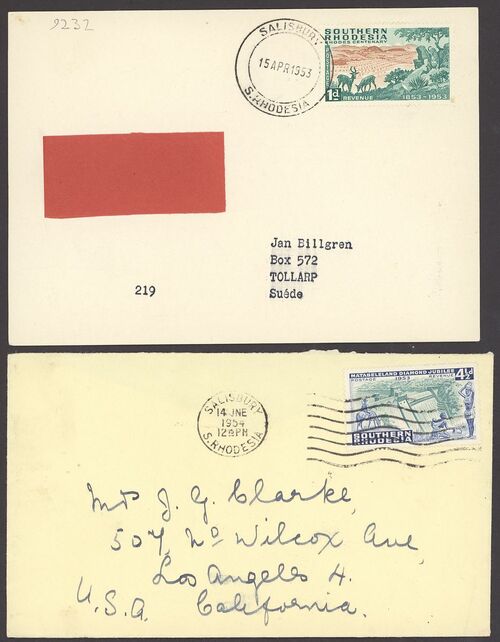 9232
SALISBURY
15 APR 1953
S. RHODESIA
SOUTHERN
RHODESIA
RHODES CENTENARY
1d
REVENUE
1853-1953
Jan Billgren
Box 572
TOLLARP
Suéde
219
SALISBURY
14 JNE
1954
12 PM
S. RHODESIA
MATABELELAND DIAMOND JUBILEE
POSTAGE 1953 REVENUE
4½d
SOUTHERN
RHODESIA
J. G. Clarke,
507 No Wilcox Ave,
Los Angeles 4.
U.S.A. California.